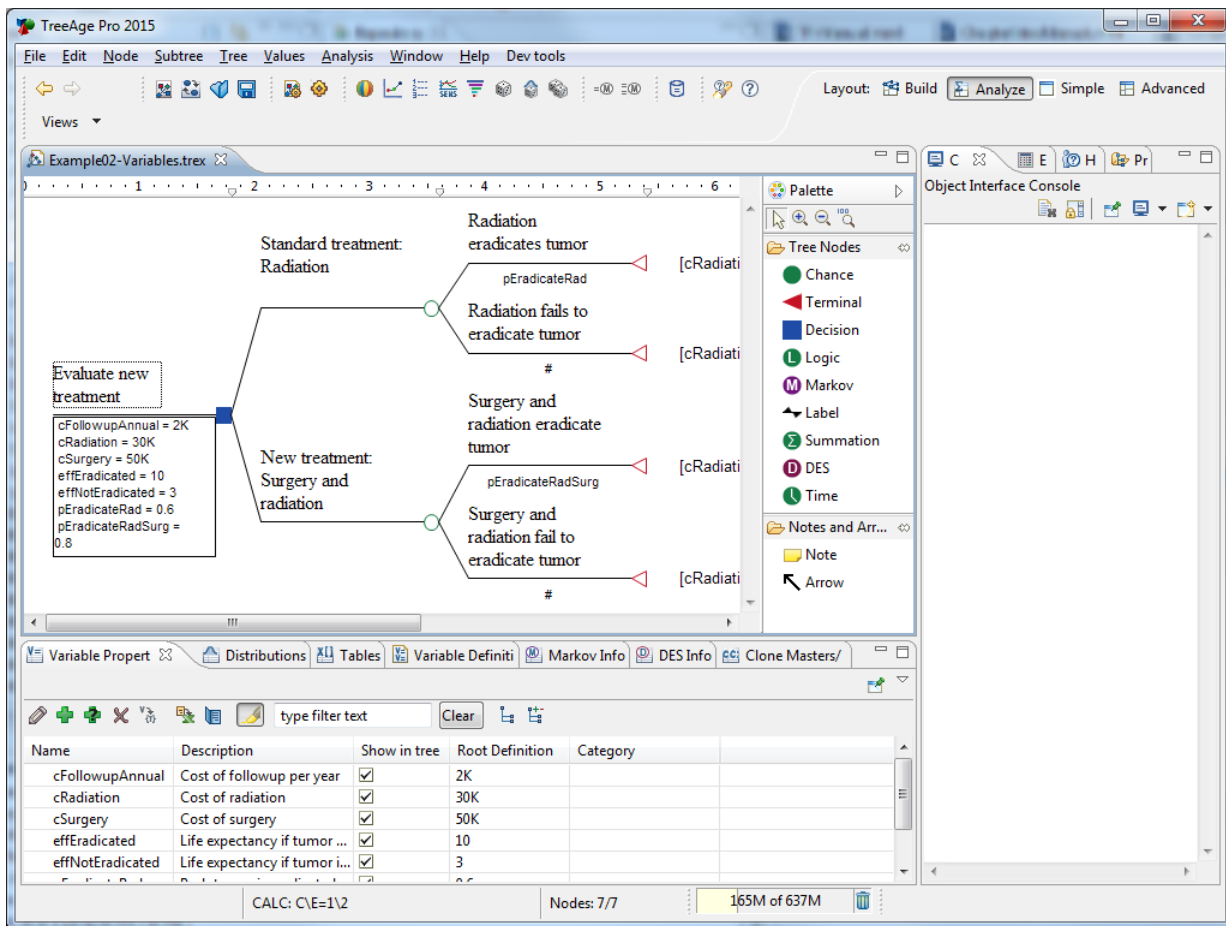 TreeAge Pro 2015
File Edit Node Subtree Tree Values Analysis Window Help Dev tools
Layout: Build Analyze Simple Advanced
Views
Example02-Variables.trex
1 2 3 4 5 6
Palette
Tree Nodes
Chance
Terminal
Decision
Logic
Markov
Label
Summation
DES
Time
Notes and Arr...
Note
Arrow
Evaluate new
treatment
cFollowupAnnual = 2K
cRadiation = 30K
cSurgery = 50K
effEradicated = 10
effNotEradicated = 3
pEradicateRad = 0.6
pEradicateRadSurg =
0.8
Standard treatment:
Radiation
Radiation
eradicates tumor
pEradicateRad
[cRadiati
Radiation fails to
eradicate tumor
#
[cRadiati
New treatment:
Surgery and
radiation
Surgery and
radiation eradicate
tumor
pEradicateRadSurg
[cRadiati
Surgery and
radiation fail to
eradicate tumor
#
[cRadiati
C E H Pr
Object Interface Console
Variable Propert Distributions Tables Variable Definiti Markov Info DES Info Clone Masters/
type filter text Clear
Name Description Show in tree Root Definition Category
cFollowupAnnual Cost of followup per year 2K
cRadiation Cost of radiation 30K
cSurgery Cost of surgery 50K
effEradicated Life expectancy if tumor ... 10
effNotEradicated Life expectancy if tumor i... 3
CALC: C\E=1\2 Nodes: 7/7 165M of 637M